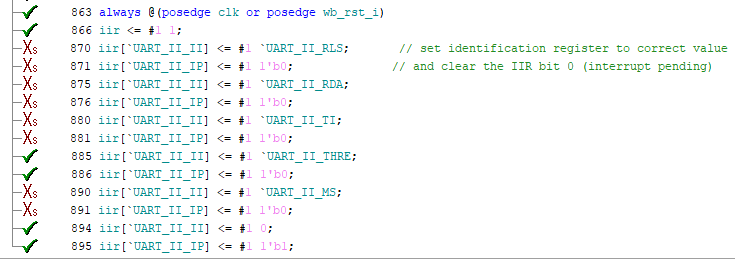 863 always @(posedge clk or posedge wb_rst_i)
866 iir <= #1 1;
Xs 870 iir[`UART_II_II] <= #1 `UART_II_RLS; // set identification register to correct value
Xs 871 iir[`UART_II_IP] <= #1 1'b0; // and clear the IIR bit 0 (interrupt pending)
Xs 875 iir[`UART_II_II] <= #1 `UART_II_RDA;
Xs 876 iir[`UART_II_IP] <= #1 1'b0;
Xs 880 iir[`UART_II_II] <= #1 `UART_II_TI;
Xs 881 iir[`UART_II_IP] <= #1 1'b0;
885 iir[`UART_II_II] <= #1 `UART_II_THRE;
886 iir[`UART_II_IP] <= #1 1'b0;
Xs 890 iir[`UART_II_II] <= #1 `UART_II_MS;
Xs 891 iir[`UART_II_IP] <= #1 1'b0;
894 iir[`UART_II_II] <= #1 0;
895 iir[`UART_II_IP] <= #1 1'b1;